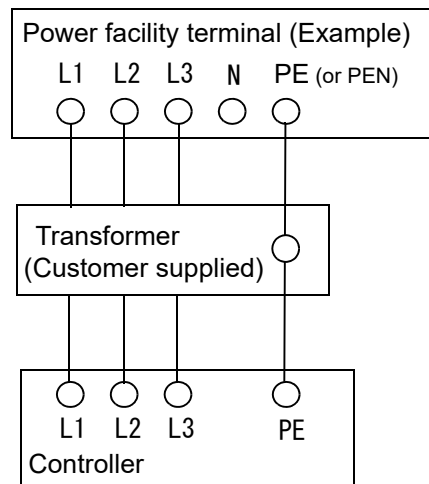 Power facility terminal (Example)
L1 L2 L3 N PE (or PEN)
Transformer
(Customer supplied)
L1 L2 L3 PE
Controller